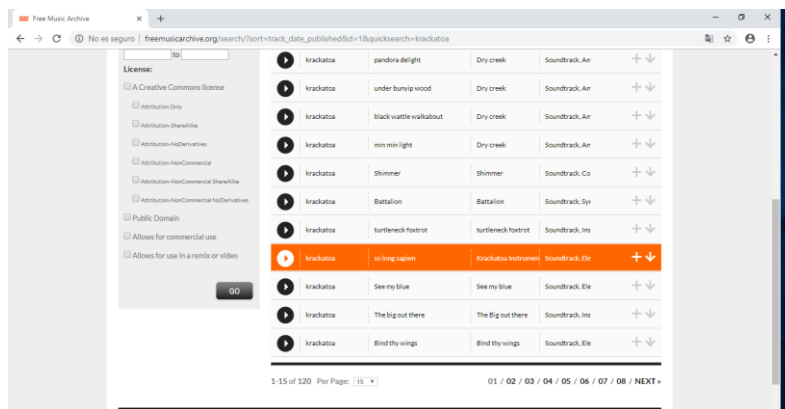 Free Music Archive
No es seguro | freemusicarchive.org/search/?sort=track_date_published&d=1&quicksearch=krackatoa
to
License:
A Creative Commons license
Attribution Only
Attribution-ShareAlike
Attribution-NoDerivatives
Attribution-NonCommercial
Attribution-NonCommercial ShareAlike
Attribution-NonCommercial NoDerivatives
Public Domain
Allows for commercial use
Allows for use in a remix or video
GO
krackatoa pandora delight Dry creek Soundtrack, An
krackatoa under bunyip wood Dry creek Soundtrack, An
krackatoa black wattle walkabout Dry creek Soundtrack, An
krackatoa min min light Dry creek Soundtrack, An
krackatoa Shimmer Shimmer Soundtrack, Co
krackatoa Battalion Battalion Soundtrack, Syn
krackatoa turtleneck foxtrot turtleneck foxtrot Soundtrack, Ins
krackatoa so long sapien Krackatoa Instrumen Soundtrack, Ele
krackatoa See my blue See my blue Soundtrack, Ele
krackatoa The big out there The Big out there Soundtrack, Ins
krackatoa Bind thy wings Bind thy wings Soundtrack, Ele
1-15 of 120 Per Page: 15 01 / 02 / 03 / 04 / 05 / 06 / 07 / 08 / NEXT »